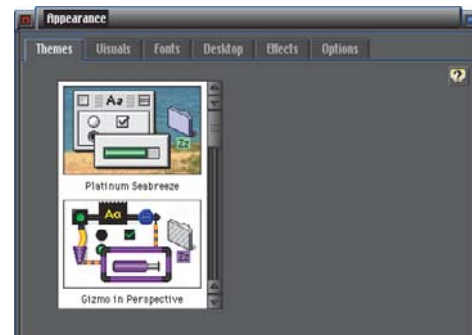 Appearance
Themes Visuals Fonts Desktop Effects Options
?
Aa
Zz
Platinum Seabreeze
Aa
Zz
Gizmo in Perspective